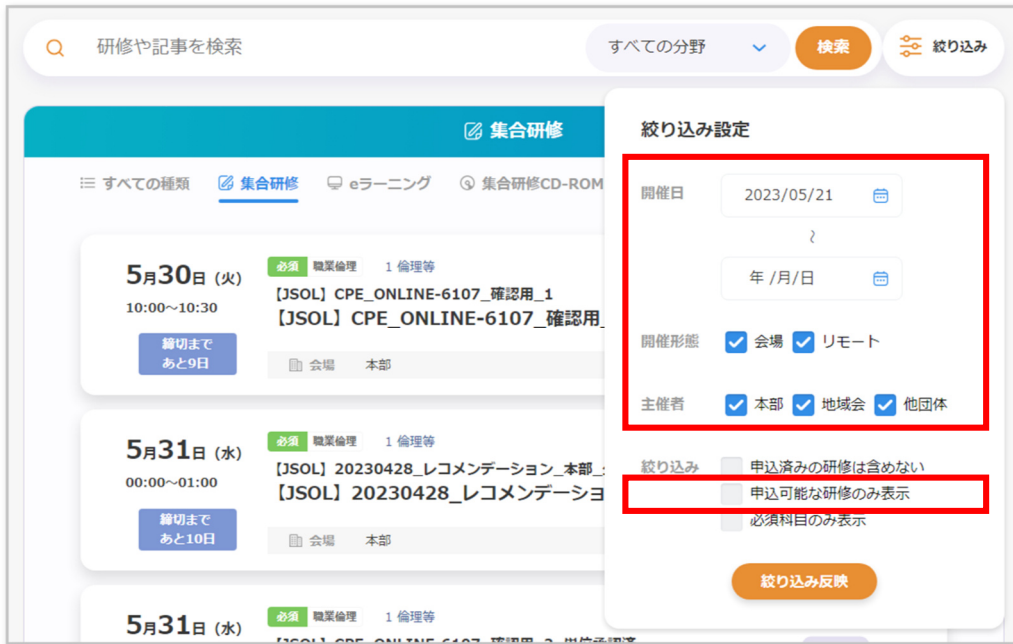 研修や記事を検索
すべての分野
検索
絞り込み
集合研修
すべての種類 集合研修 eラーニング 集合研修CD-ROM
5月30日（火）
10:00～10:30
締切まで
あと9日
必須 職業倫理 1 倫理等
【JSOL】CPE_ONLINE-6107_確認用_1
【JSOL】CPE_ONLINE-6107_確認用_
会場 本部
5月31日（水）
00:00～01:00
締切まで
あと10日
必須 職業倫理 1 倫理等
【JSOL】20230428_レコメンデーション_本部_
【JSOL】20230428_レコメンデーショ
会場 本部
5月31日（水）
必須 職業倫理 1 倫理等
【JSOL】CPE_ONLINE-6107_確認用_2
絞り込み設定
開催日 2023/05/21
～
年 /月/日
開催形態 会場 リモート
主催者 本部 地域会 他団体
絞り込み 申込済みの研修は含めない
申込可能な研修のみ表示
必須科目のみ表示
絞り込み反映